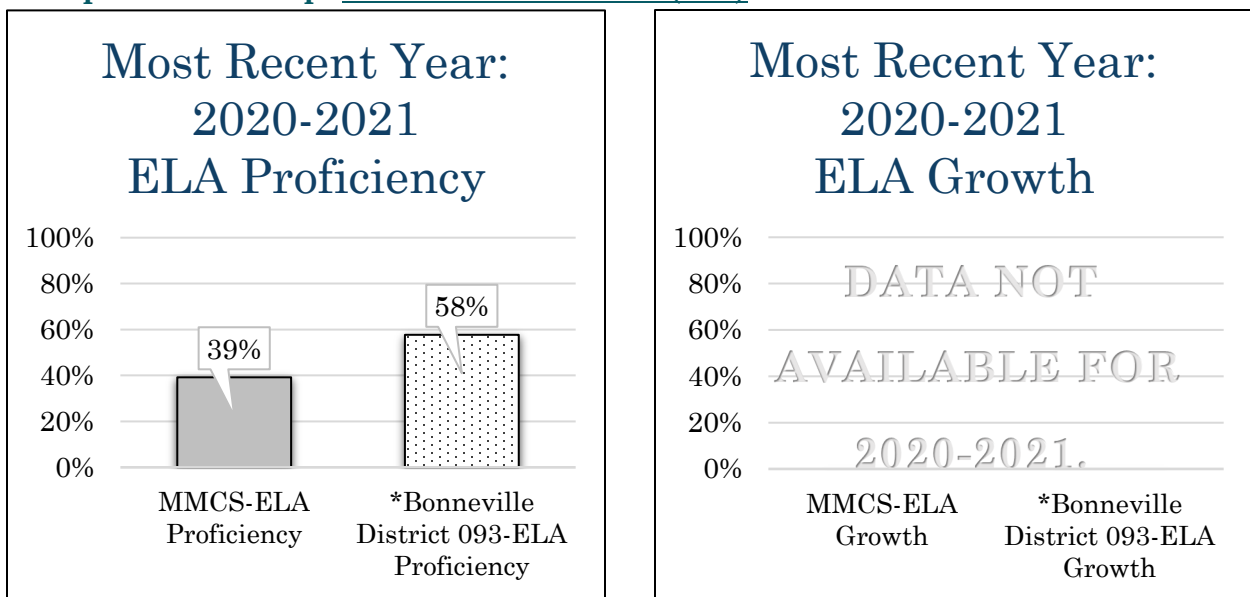 Most Recent Year:
2020-2021
ELA Proficiency
100%
80%
60%
40%
20%
0%
39%
58%
MMCS-ELA
Proficiency
*Bonneville
District 093-ELA
Proficiency
Most Recent Year:
2020-2021
ELA Growth
100%
80%
60%
40%
20%
0%
DATA NOT
AVAILABLE FOR
2020-2021.
MMCS-ELA
Growth
*Bonneville
District 093-ELA
Growth